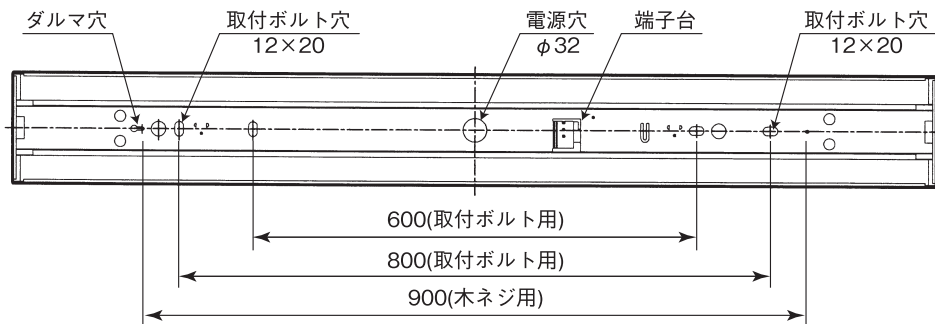 ダルマ穴
取付ボルト穴
12×20
電源穴
φ32
端子台
取付ボルト穴
12×20
600(取付ボルト用)
800(取付ボルト用)
900(木ネジ用)